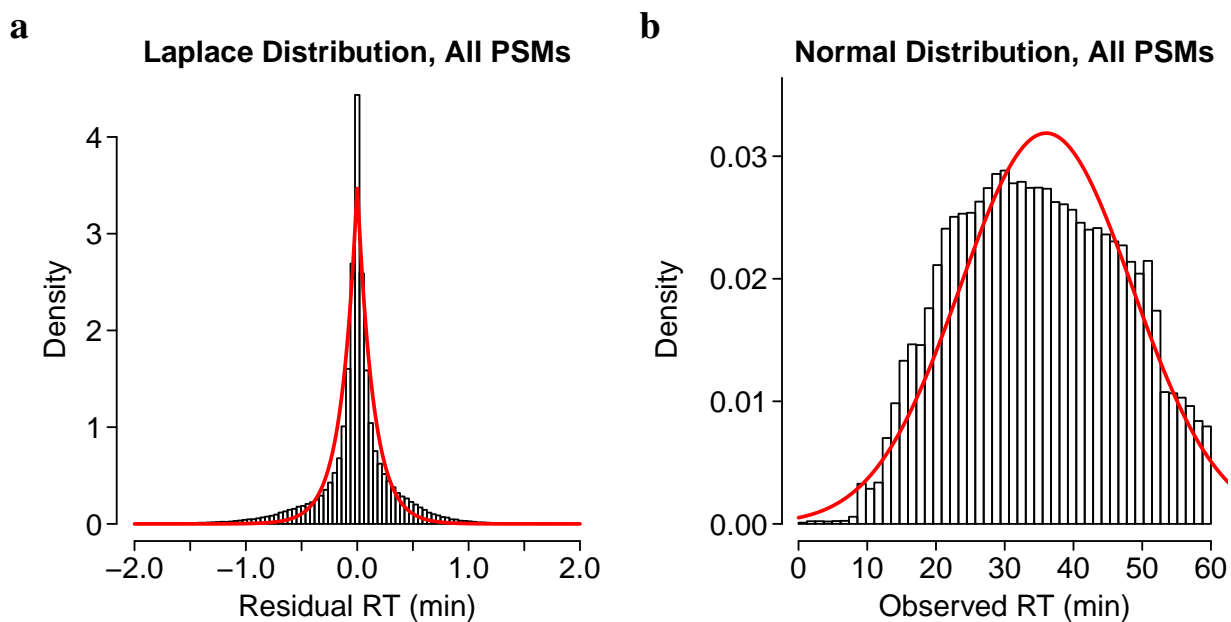 a
Laplace Distribution, All PSMs
4
3
2
1
0
Density
−2.0
−1.0
0.0
1.0
2.0
Residual RT (min)
b
Normal Distribution, All PSMs
0.03
0.02
0.01
0.00
Density
0
10
20
30
40
50
60
Observed RT (min)